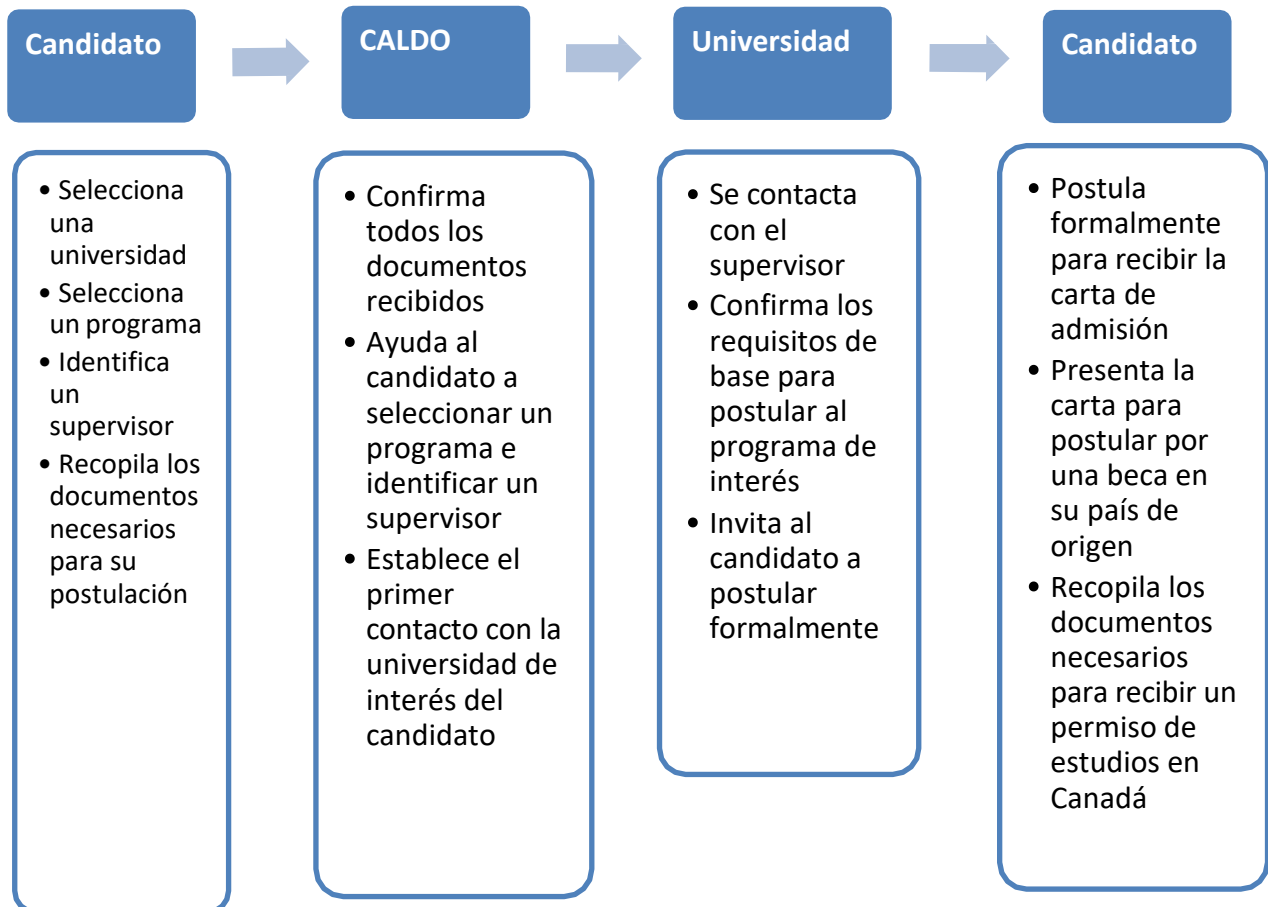 Candidato
CALDO
Universidad
Candidato
• Selecciona
una
universidad
• Selecciona
un programa
• Identifica
un
supervisor
• Recopila los
documentos
necesarios
para su
postulación
• Confirma
todos los
documentos
recibidos
• Ayuda al
candidato a
seleccionar un
programa e
identificar un
supervisor
• Establece el
primer
contacto con la
universidad de
interés del
candidato
• Se contacta
con el
supervisor
• Confirma los
requisitos de
base para
postular al
programa de
interés
• Invita al
candidato a
postular
formalmente
• Postula
formalmente
para recibir la
carta de
admisión
• Presenta la
carta para
postular por
una beca en
su país de
origen
• Recopila los
documentos
necesarios
para recibir un
permiso de
estudios en
Canadá